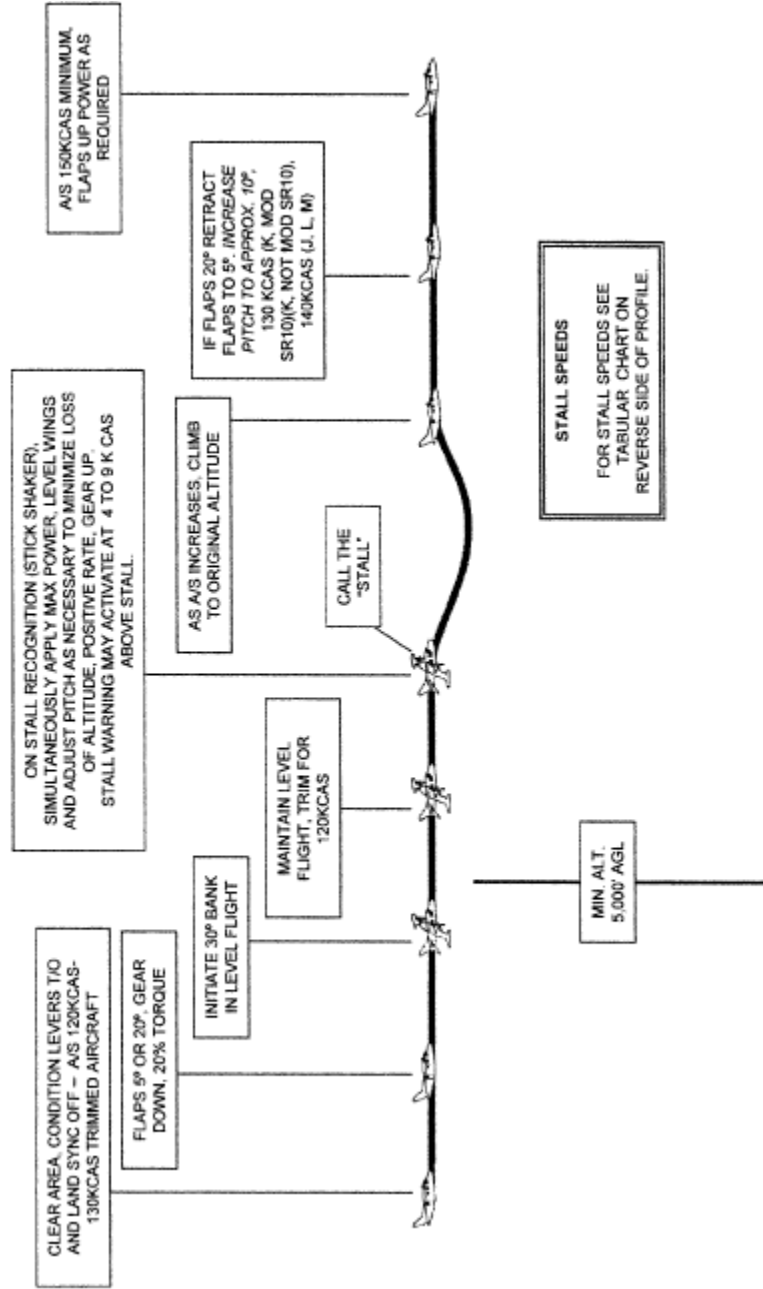 CLEAR AREA, CONDITION LEVERS T/O
AND LAND SYNC OFF – A/S 120KCAS-
130KCAS TRIMMED AIRCRAFT
FLAPS 5º OR 20º, GEAR
DOWN, 20% TORQUE
INITIATE 30º BANK
IN LEVEL FLIGHT
MAINTAIN LEVEL
FLIGHT, TRIM FOR
120KCAS
ON STALL RECOGNITION (STICK SHAKER),
SIMULTANEOUSLY APPLY MAX POWER, LEVEL WINGS
AND ADJUST PITCH AS NECESSARY TO MINIMIZE LOSS
OF ALTITUDE, POSITIVE RATE, GEAR UP.
STALL WARNING MAY ACTIVATE AT 4 TO 9 K CAS
ABOVE STALL.
CALL THE
"STALL"
AS A/S INCREASES, CLIMB
TO ORIGINAL ALTITUDE
IF FLAPS 20º RETRACT
FLAPS TO 5º. INCREASE
PITCH TO APPROX. 10º,
130 KCAS (K, MOD
SR10)(K, NOT MOD SR10),
140KCAS (J, L, M)
A/S 150KCAS MINIMUM,
FLAPS UP POWER AS
REQUIRED
MIN. ALT.
5,000' AGL
STALL SPEEDS
FOR STALL SPEEDS SEE
TABULAR CHART ON
REVERSE SIDE OF PROFILE.